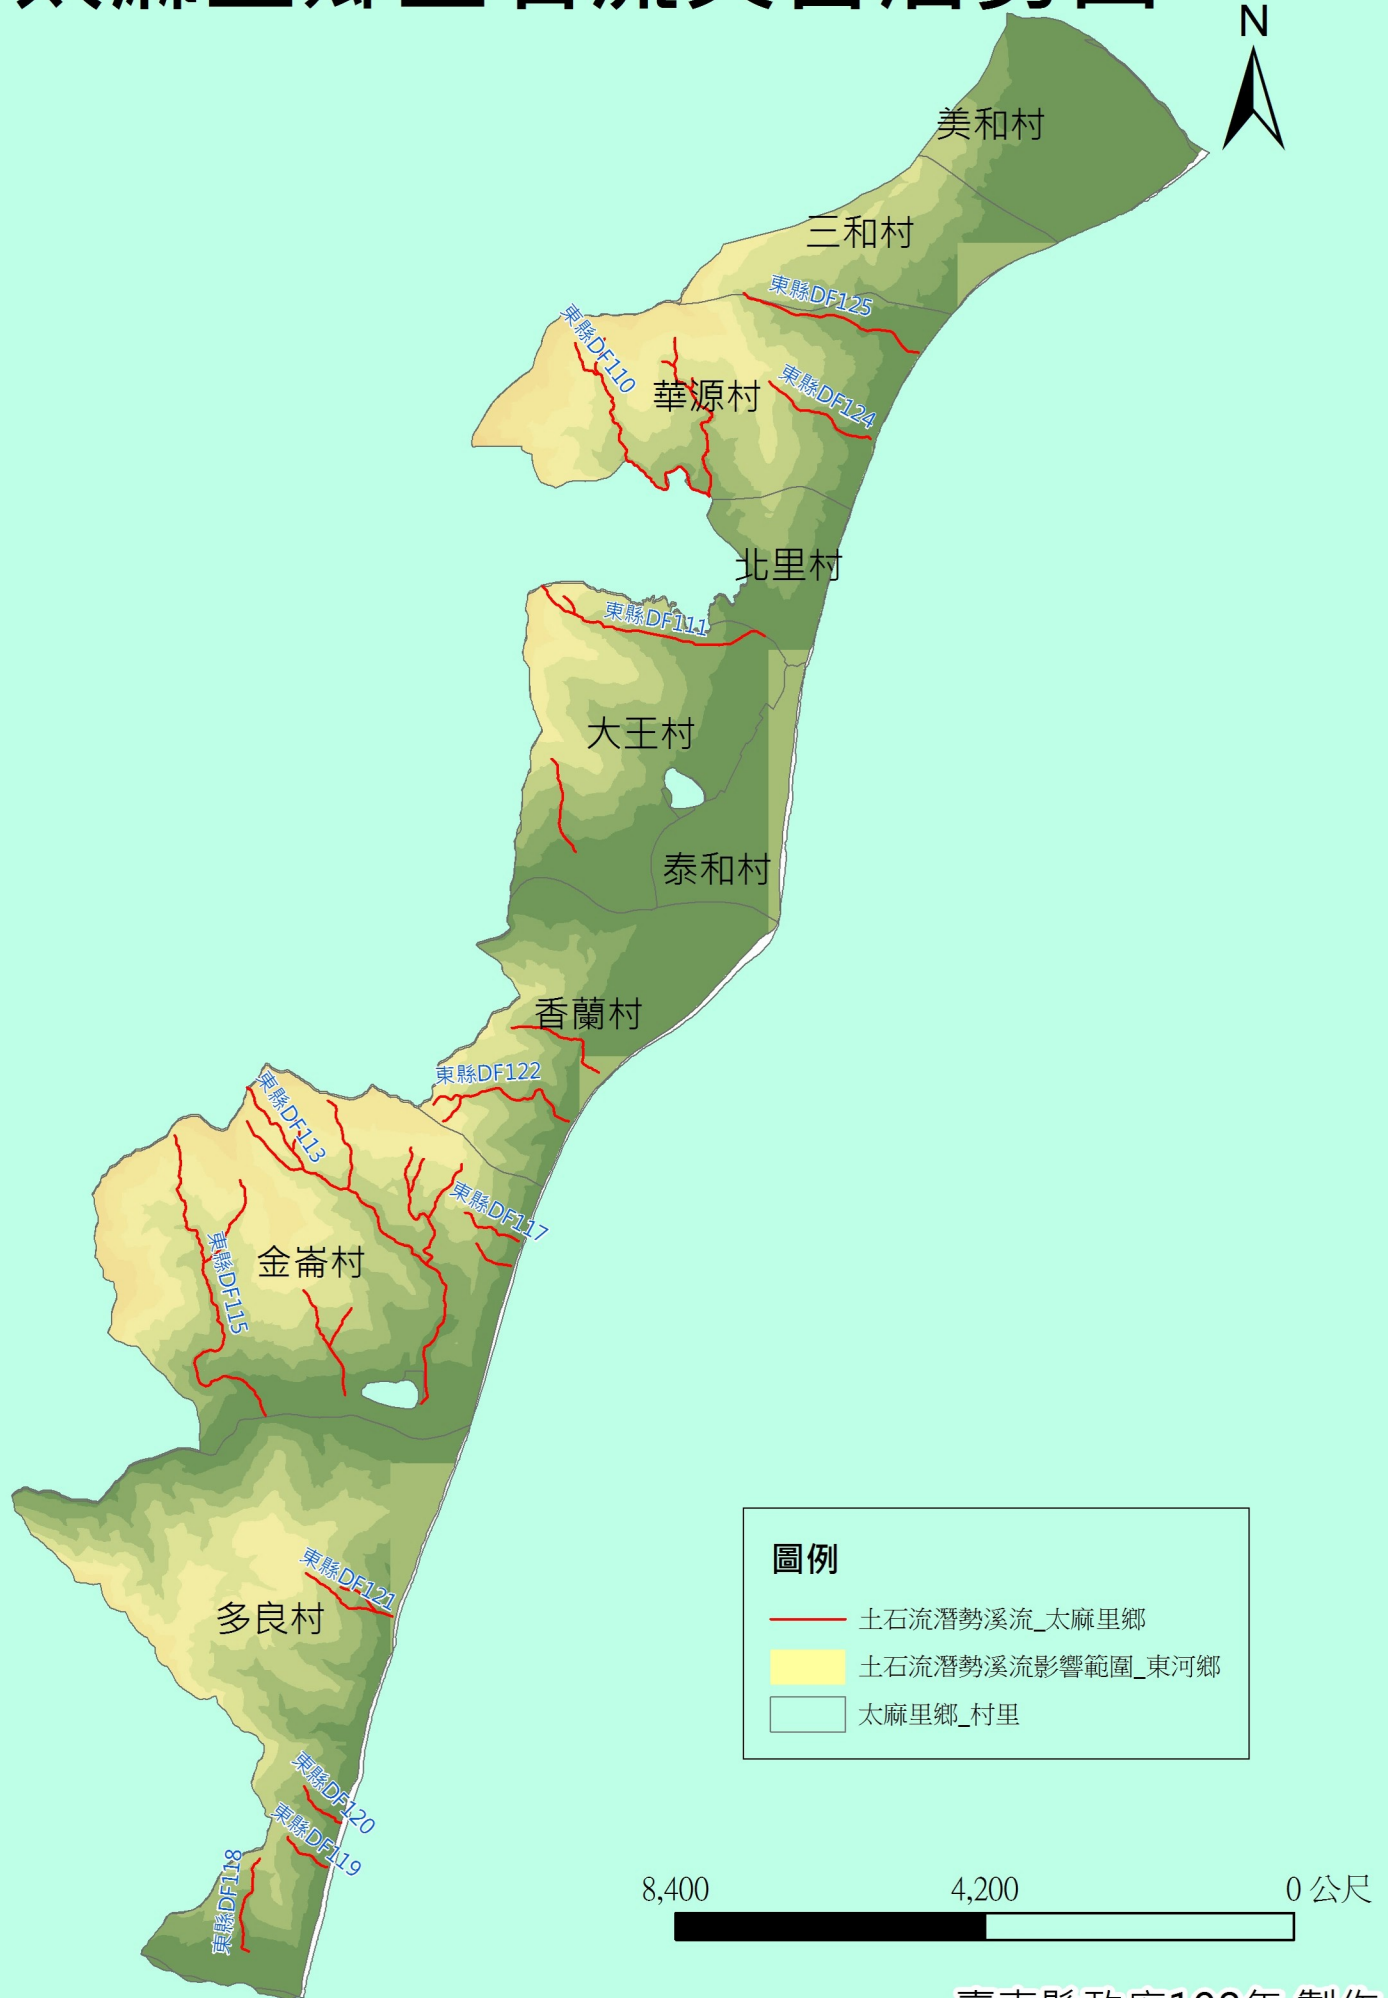 N
美和村
三和村
東縣DF125
東縣DF110
華源村
東縣DF124
北里村
東縣DF111
大王村
泰和村
香蘭村
東縣DF122
東縣DF113
東縣DF117
金崙村
東縣DF115
東縣DF121
多良村
東縣DF120
東縣DF119
東縣DF118
圖例
土石流潛勢溪流_太麻里鄉
土石流潛勢溪流影響範圍_東河鄉
太麻里鄉_村里
8,400 4,200 0 公尺